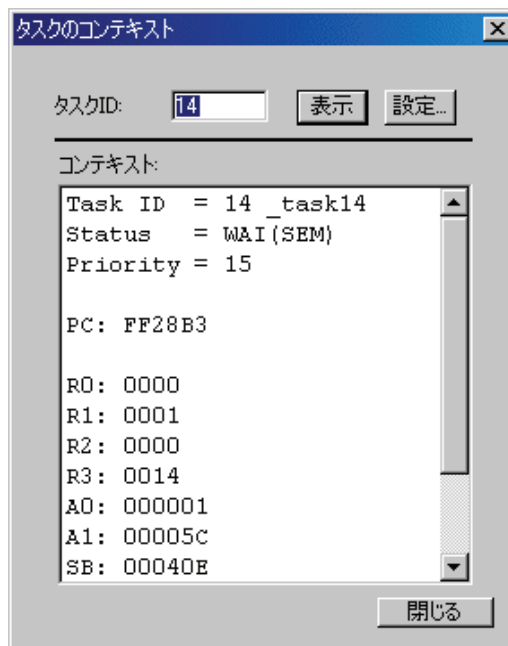 タスクのコンテキスト
タスクID: 14 表示 設定...
コンテキスト:
Task ID = 14 _task14
Status = WAI(SEM)
Priority = 15
PC: FF28B3
R0: 0000
R1: 0001
R2: 0000
R3: 0014
A0: 000001
A1: 00005C
SB: 00040E
閉じる